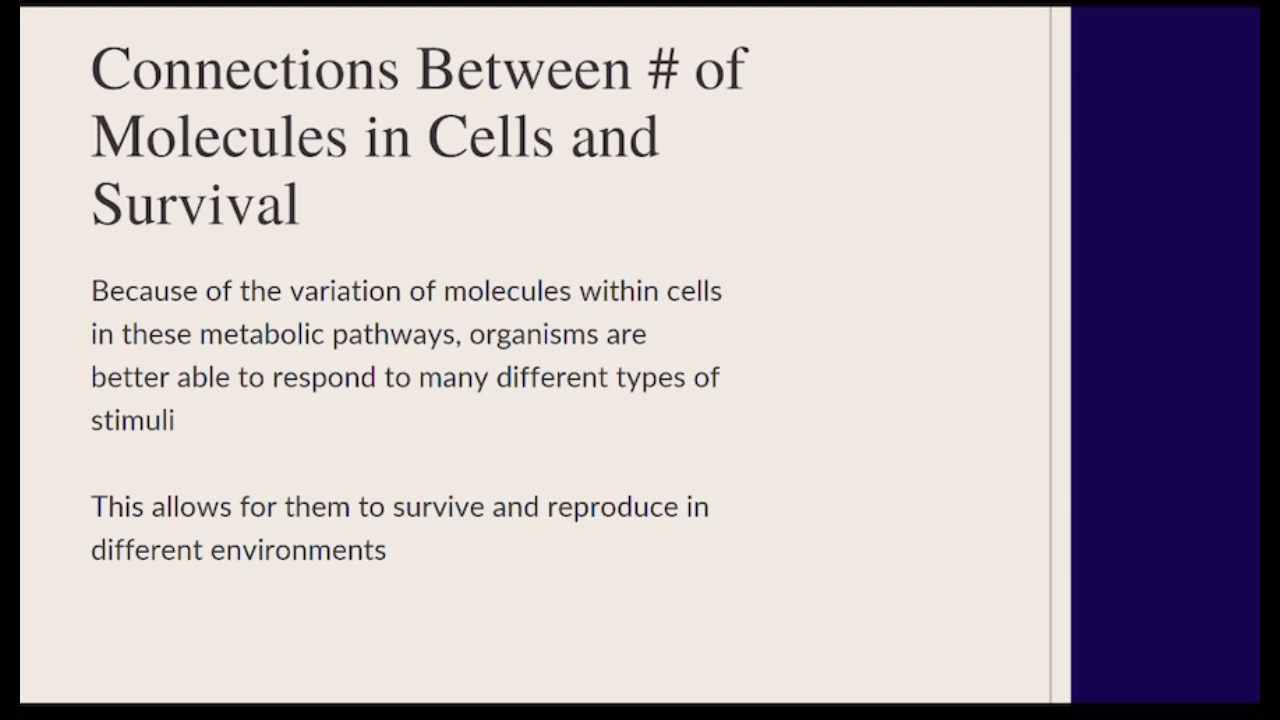 Connections Between # of
Molecules in Cells and
Survival
Because of the variation of molecules within cells
in these metabolic pathways, organisms are
better able to respond to many different types of
stimuli
This allows for them to survive and reproduce in
different environments